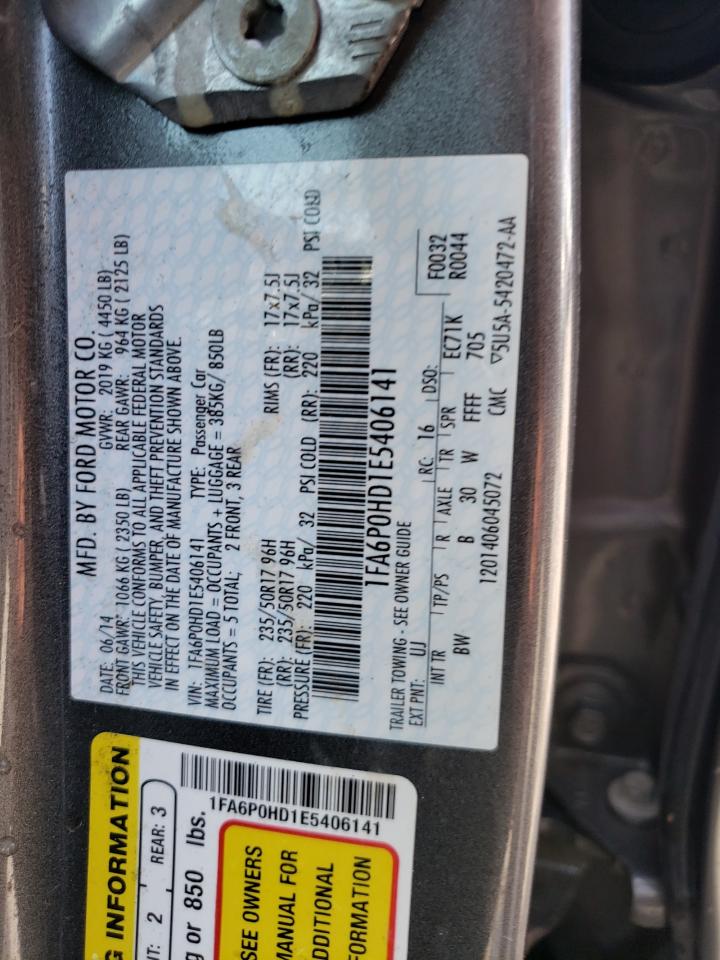 MFD. BY FORD MOTOR CO.
DATE: 06/14 GVWR: 2019 KG ( 4450 LB)
FRONT GAWR: 1066 KG ( 2350 LB) REAR GAWR: 964 KG ( 2125 LB)
THIS VEHICLE CONFORMS TO ALL APPLICABLE FEDERAL MOTOR
VEHICLE SAFETY, BUMPER, AND THEFT PREVENTION STANDARDS
IN EFFECT ON THE DATE OF MANUFACTURE SHOWN ABOVE.
VIN: 1FA6P0HD1E5406141 TYPE: Passenger Car
MAXIMUM LOAD = OCCUPANTS + LUGGAGE = 385KG/ 850LB
OCCUPANTS = 5 TOTAL; 2 FRONT, 3 REAR
TIRE (FR): 235/50R17 96H RIMS (FR): 17x7.5J
(RR): 235/50R17 96H (RR): 17x7.5J
PRESSURE (FR): 220 kPa/ 32 PSI COLD (RR): 220 kPa/ 32 PSI COLD
1FA6P0HD1E5406141
TRAILER TOWING - SEE OWNER GUIDE
EXT PNT: UJ RC: 16 DSO: F0032
R0044
INT TR TP/PS R AXLE TR SPR EC71K
BW B 30 W FFFF 705
1201406045072 CMC ▽5U5A-5420472-AA
G INFORMATION
NT: 2 REAR: 3
g or 850 lbs.
1FA6P0HD1E5406141
SEE OWNERS
MANUAL FOR
ADDITIONAL
INFORMATION